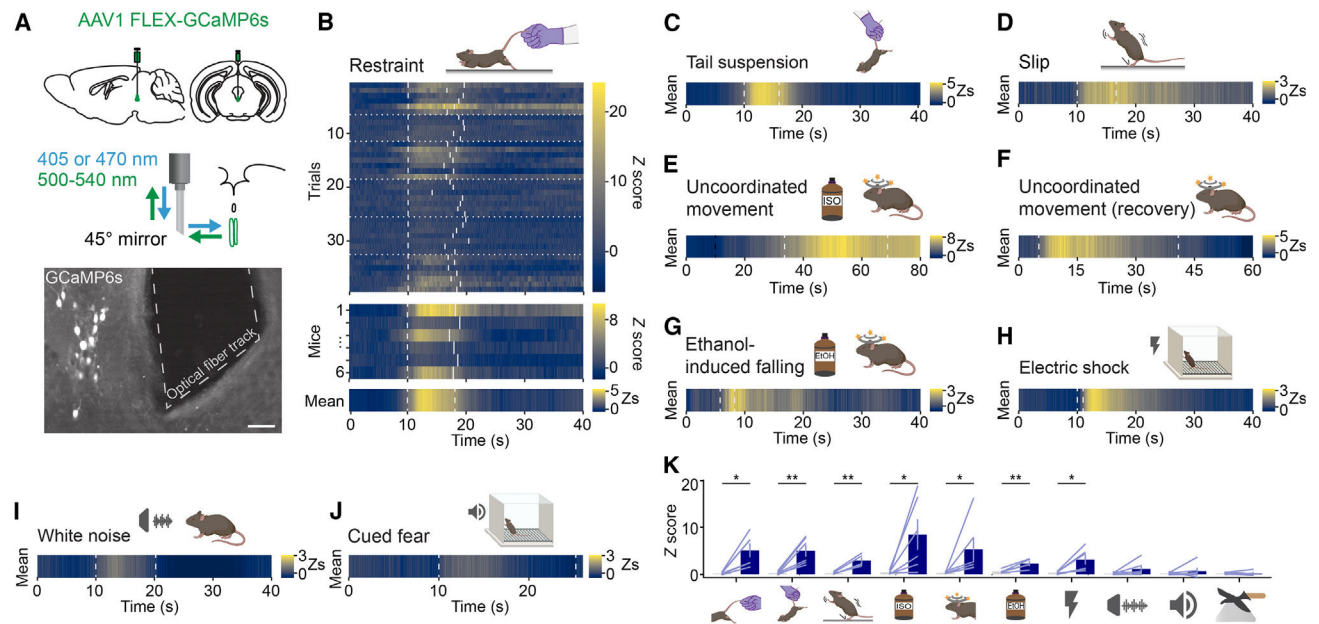 A
AAV1 FLEX-GCaMP6s
405 or 470 nm
500-540 nm
45° mirror
GCaMP6s
Optical fiber track
B
Restraint
Trials
10
20
30
20
10
0
Z score
Mice
1
⋮
6
8
0
Z score
Mean
5
0
Zs
0 10 20 30 40
Time (s)
C
Tail suspension
Mean
5
0
Zs
0 10 20 30 40
Time (s)
D
Slip
Mean
3
0
Zs
0 10 20 30 40
Time (s)
E
Uncoordinated
movement
ISO
Mean
8
0
Zs
0 20 40 60 80
Time (s)
F
Uncoordinated
movement (recovery)
Mean
5
0
Zs
0 15 30 45 60
Time (s)
G
Ethanol-
induced falling
EtOH
Mean
3
0
Zs
0 10 20 30 40
Time (s)
H
Electric shock
Mean
3
0
Zs
0 10 20 30 40
Time (s)
I
White noise
Mean
3
0
Zs
0 10 20 30 40
Time (s)
J
Cued fear
Mean
3
0
Zs
0 10 20
Time (s)
K
Z score
20
10
0
* ** ** * * ** *
ISO
EtOH